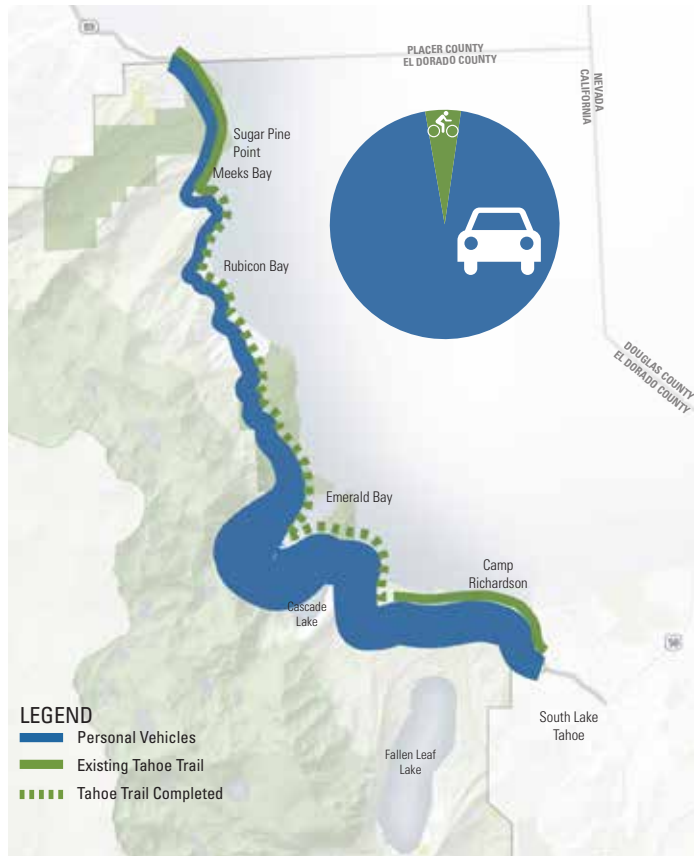 89
PLACER COUNTY
EL DORADO COUNTY
NEVADA
CALIFORNIA
Sugar Pine
Point
Meeks Bay
Rubicon Bay
DOUGLAS COUNTY
EL DORADO COUNTY
Emerald Bay
Camp
Richardson
Cascade
Lake
50
South Lake
Tahoe
Fallen Leaf
Lake
LEGEND
Personal Vehicles
Existing Tahoe Trail
Tahoe Trail Completed